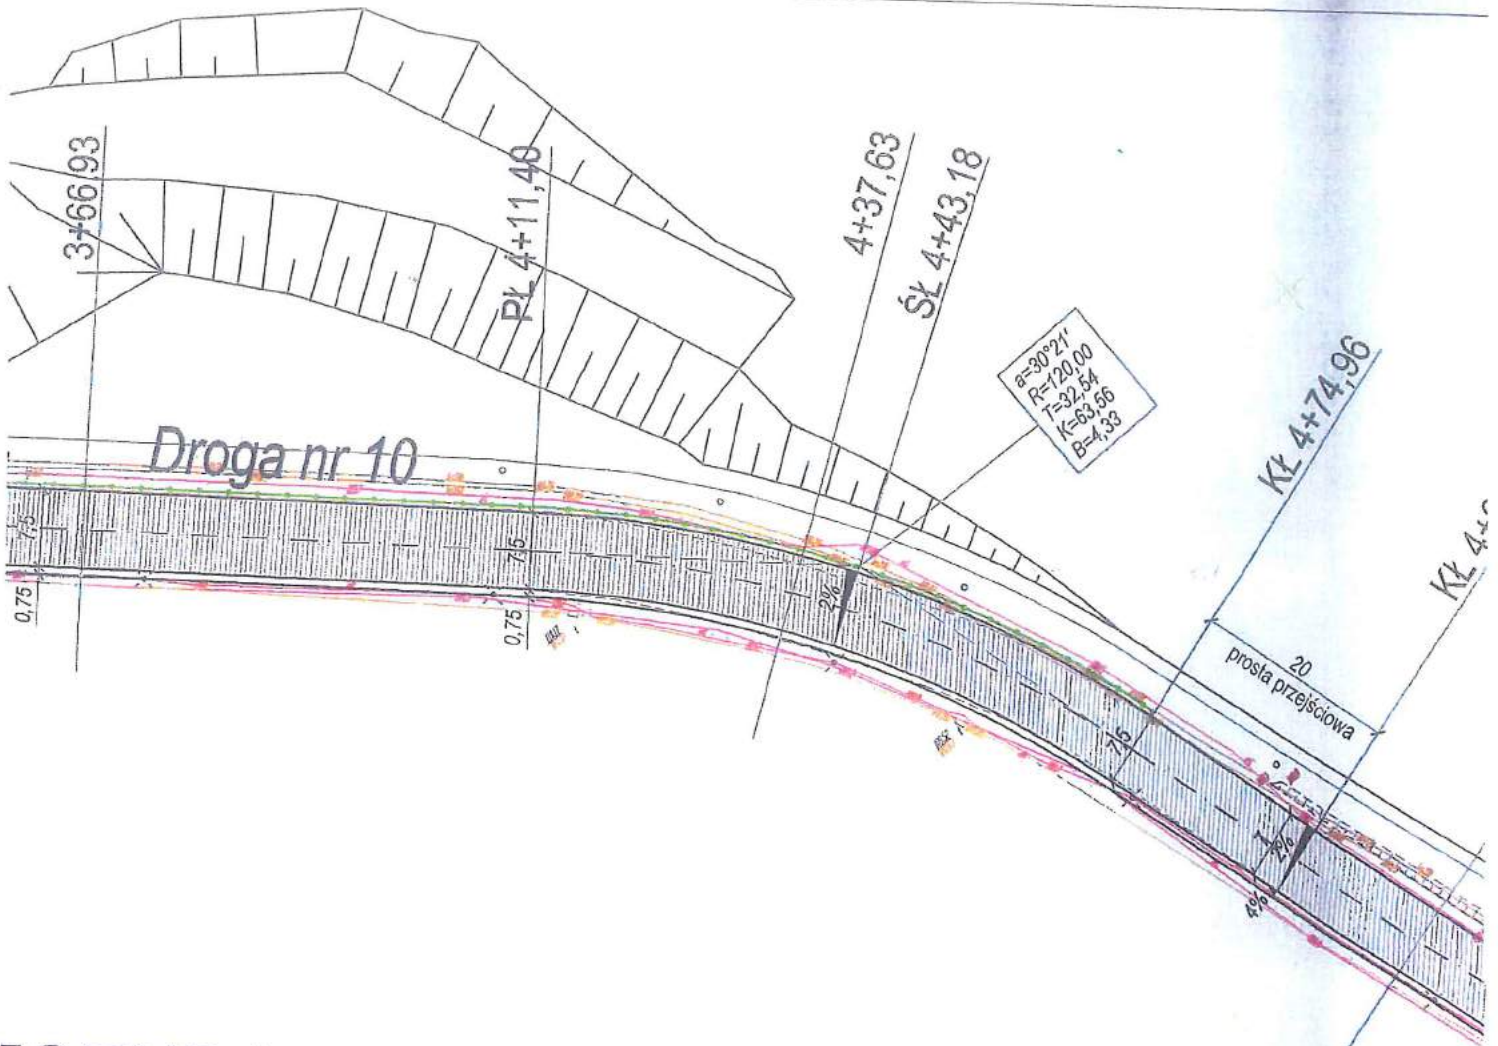 3+66,93
PŁ 4+11,40
4+37,63
ŚŁ 4+43,18
a=30°21'
R=120,00
T=32,54
K=63,56
B=4,33
KŁ 4+74,96
Droga nr 10
7,5
7,5
2%
0,75
0,75
7,5
20
prosta przejściowa
2%
4%